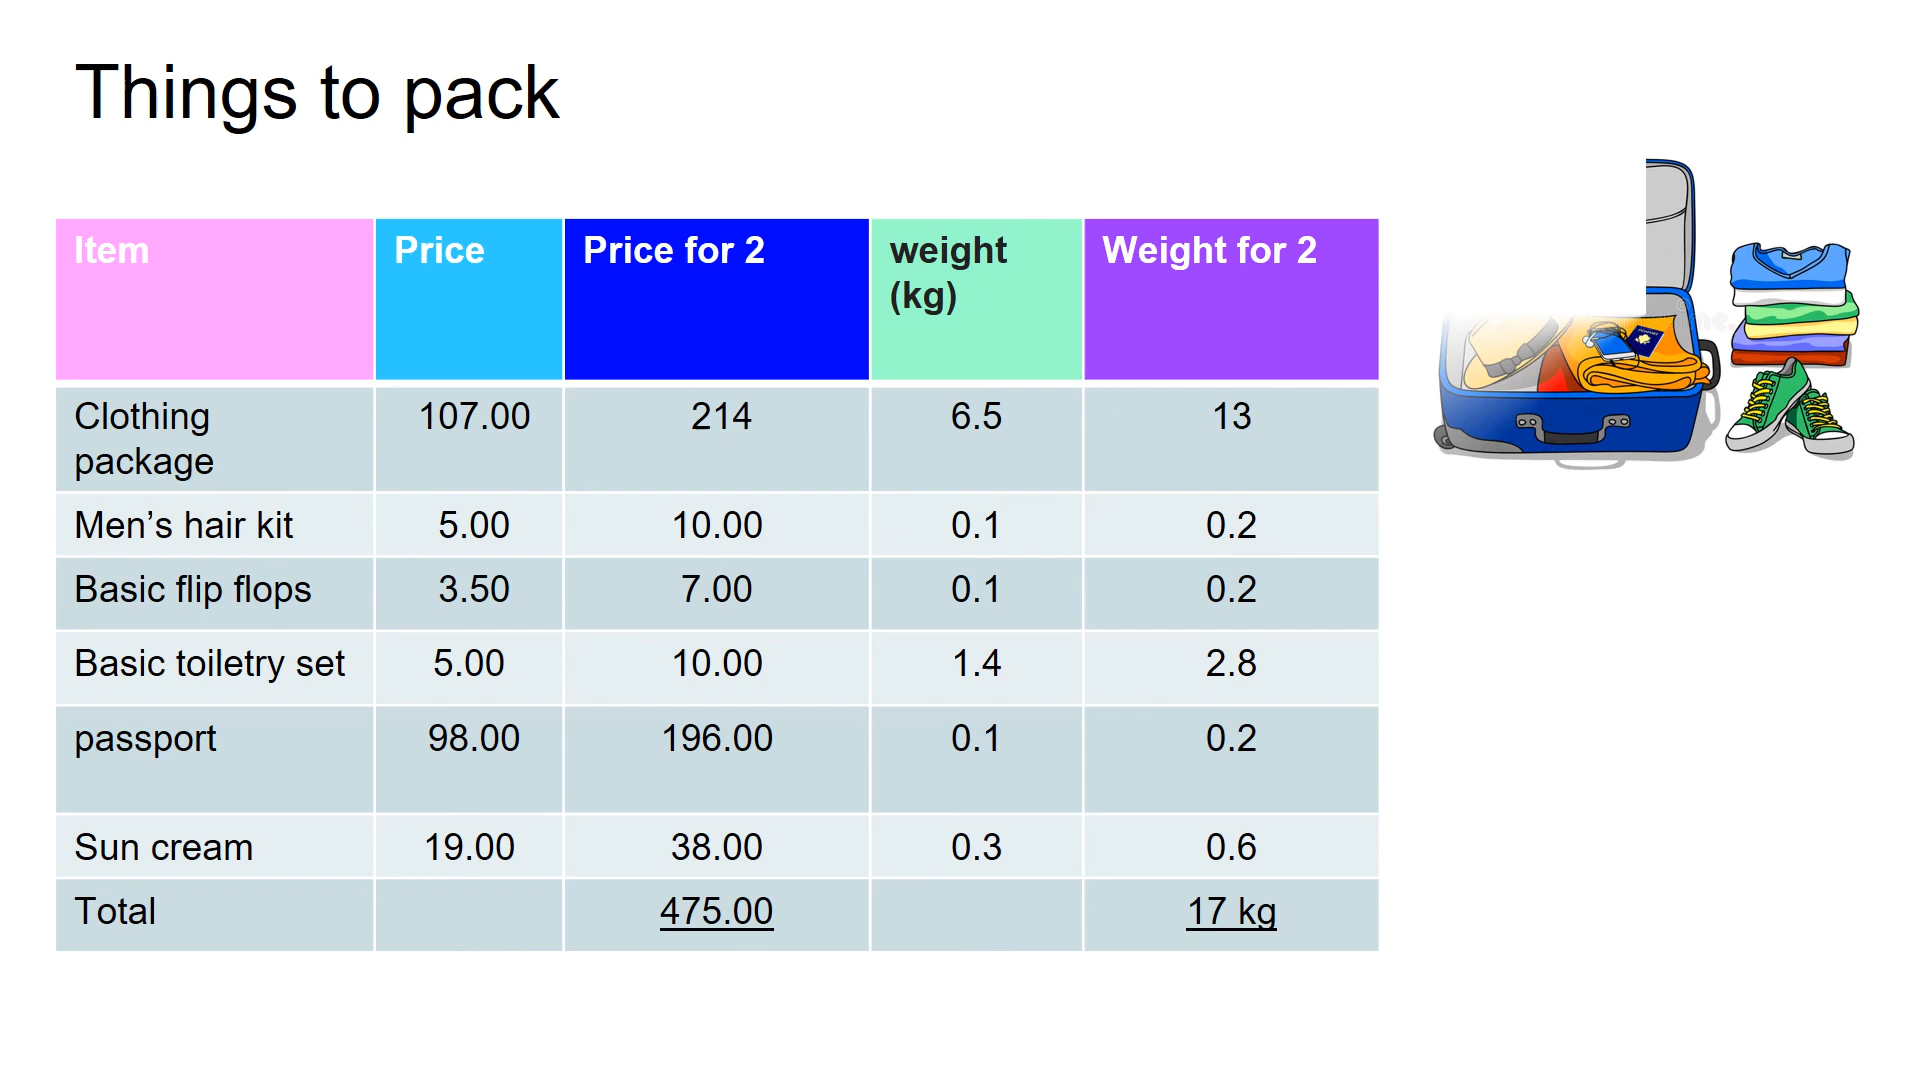 Things to pack
Item Price Price for 2 weight (kg) Weight for 2
Clothing package 107.00 214 6.5 13
Men’s hair kit 5.00 10.00 0.1 0.2
Basic flip flops 3.50 7.00 0.1 0.2
Basic toiletry set 5.00 10.00 1.4 2.8
passport 98.00 196.00 0.1 0.2
Sun cream 19.00 38.00 0.3 0.6
Total 475.00 17 kg